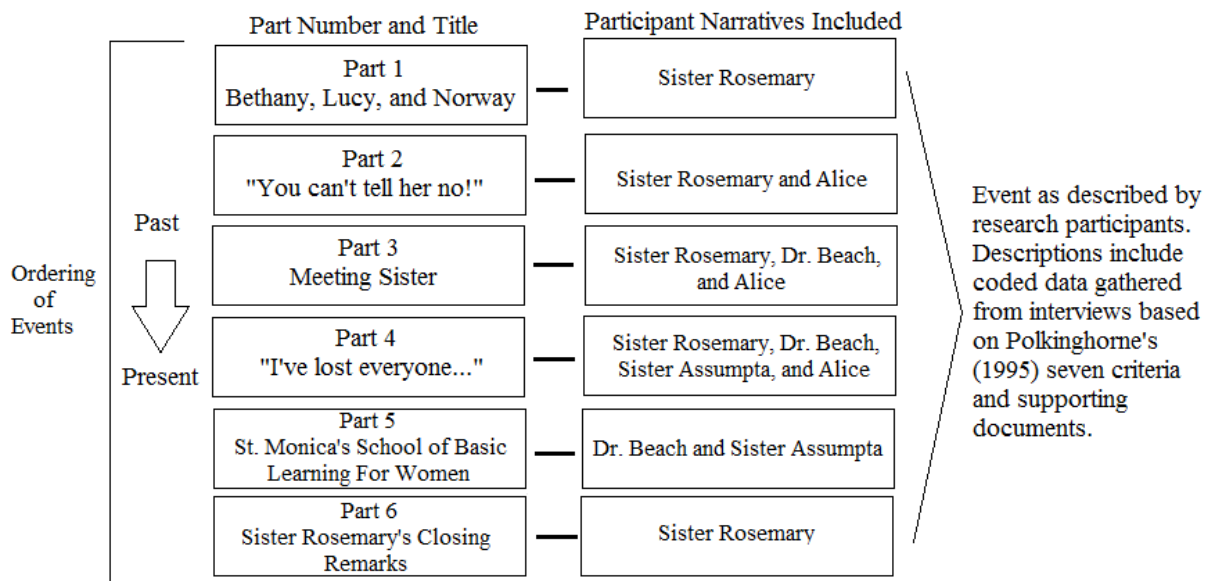 Part Number and Title
Participant Narratives Included
Part 1
Bethany, Lucy, and Norway
Sister Rosemary
Part 2
"You can't tell her no!"
Sister Rosemary and Alice
Part 3
Meeting Sister
Sister Rosemary, Dr. Beach,
and Alice
Part 4
"I've lost everyone..."
Sister Rosemary, Dr. Beach,
Sister Assumpta, and Alice
Part 5
St. Monica's School of Basic
Learning For Women
Dr. Beach and Sister Assumpta
Part 6
Sister Rosemary's Closing
Remarks
Sister Rosemary
Ordering
of
Events
Past
Present
Event as described by
research participants.
Descriptions include
coded data gathered
from interviews based
on Polkinghorne's
(1995) seven criteria
and supporting
documents.